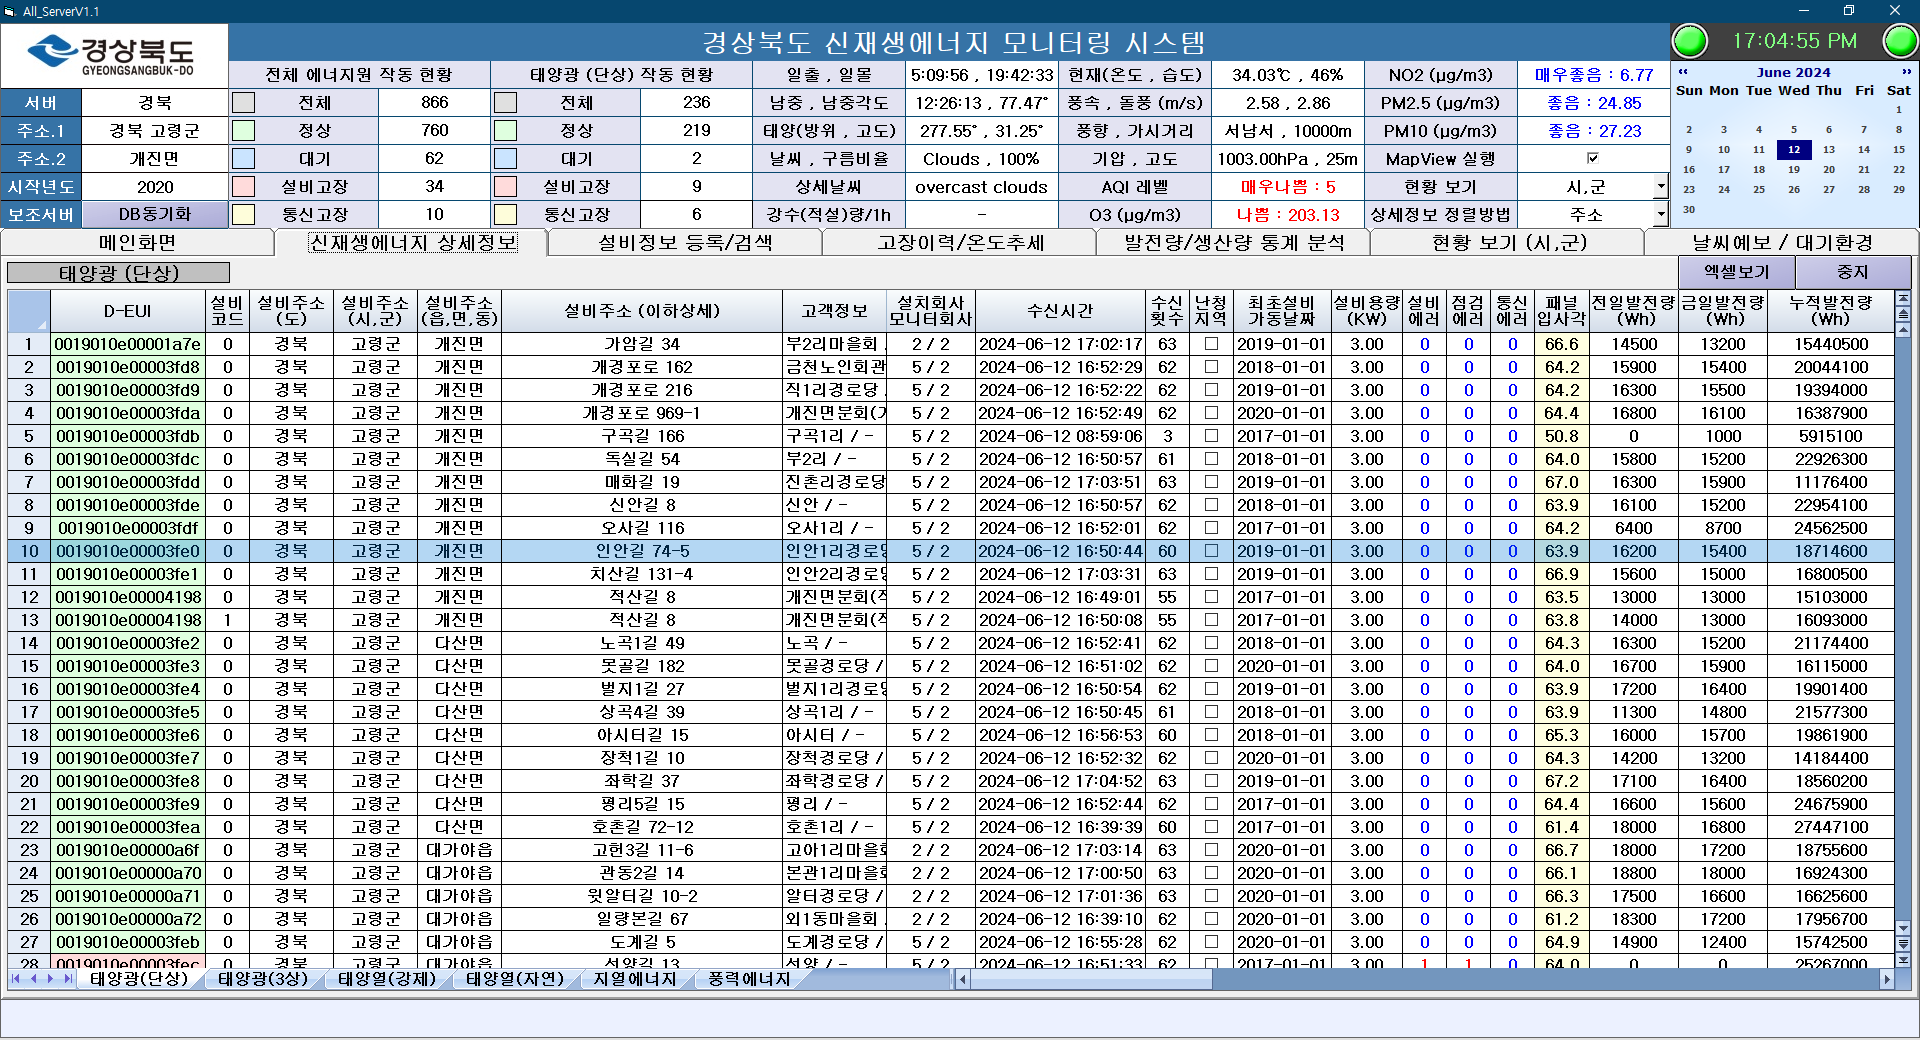 All_ServerV1.1
경상북도
GYEONGSANGBUK-DO
경상북도 신재생에너지 모니터링 시스템
17:04:55 PM
전체 에너지원 작동 현황 태양광 (단상) 작동 현황 일출 , 일몰 5:09:56 , 19:42:33 현재(온도 , 습도) 34.03℃ , 46% NO2 (µg/m3) 매우좋음 : 6.77
서버 경북 전체 866 전체 236 남중 , 남중각도 12:26:13 , 77.47˚ 풍속 , 돌풍 (m/s) 2.58 , 2.86 PM2.5 (µg/m3) 좋음 : 24.85
주소.1 경북 고령군 정상 760 정상 219 태양(방위 , 고도) 277.55˚ , 31.25˚ 풍향 , 가시거리 서남서 , 10000m PM10 (µg/m3) 좋음 : 27.23
주소.2 개진면 대기 62 대기 2 날씨 , 구름비율 Clouds , 100% 기압 , 고도 1003.00hPa , 25m MapView 실행
시작년도 2020 설비고장 34 설비고장 9 상세날씨 overcast clouds AQI 레벨 매우나쁨 : 5 현황 보기 시,군
보조서버 DB동기화 통신고장 10 통신고장 6 강수(적설)량/1h - O3 (µg/m3) 나쁨 : 203.13 상세정보 정렬방법 주소
‹‹ June 2024 ››
Sun Mon Tue Wed Thu Fri Sat
1
2 3 4 5 6 7 8
9 10 11 12 13 14 15
16 17 18 19 20 21 22
23 24 25 26 27 28 29
30
메인화면 신재생에너지 상세정보 설비정보 등록/검색 고장이력/온도추세 발전량/생산량 통계 분석 현황 보기 (시,군) 날씨예보 / 대기환경
태양광 (단상) 엑셀보기 중지
D-EUI 설비코드 설비주소(도) 설비주소(시,군) 설비주소(읍,면,동) 설비주소 (이하상세) 고객정보 설치회사 모니터회사 수신시간 수신횟수 난청지역 최초설비 가동날짜 설비용량(KW) 설비에러 점검에러 통신에러 패널입사각 전일발전량(Wh) 금일발전량(Wh) 누적발전량(Wh)
1 0019010e00001a7e 0 경북 고령군 개진면 가암길 34 부2리마을회 2 / 2 2024-06-12 17:02:17 63 2019-01-01 3.00 0 0 0 66.6 14500 13200 15440500
2 0019010e00003fd8 0 경북 고령군 개진면 개경포로 162 금천노인회관 5 / 2 2024-06-12 16:52:29 62 2018-01-01 3.00 0 0 0 64.2 15900 15400 20044100
3 0019010e00003fd9 0 경북 고령군 개진면 개경포로 216 직1리경로당 5 / 2 2024-06-12 16:52:22 62 2019-01-01 3.00 0 0 0 64.2 16300 15500 19394000
4 0019010e00003fda 0 경북 고령군 개진면 개경포로 969-1 개진면분회( 5 / 2 2024-06-12 16:52:49 62 2020-01-01 3.00 0 0 0 64.4 16800 16100 16387900
5 0019010e00003fdb 0 경북 고령군 개진면 구곡길 166 구곡1리 / - 5 / 2 2024-06-12 08:59:06 3 2017-01-01 3.00 0 0 0 50.8 0 1000 5915100
6 0019010e00003fdc 0 경북 고령군 개진면 독실길 54 부2리 / - 5 / 2 2024-06-12 16:50:57 61 2018-01-01 3.00 0 0 0 64.0 15800 15200 22926300
7 0019010e00003fdd 0 경북 고령군 개진면 매화길 19 진촌리경로당 5 / 2 2024-06-12 17:03:51 63 2019-01-01 3.00 0 0 0 67.0 16300 15900 11176400
8 0019010e00003fde 0 경북 고령군 개진면 신안길 8 신안 / - 5 / 2 2024-06-12 16:50:57 62 2018-01-01 3.00 0 0 0 63.9 16100 15200 22954100
9 0019010e00003fdf 0 경북 고령군 개진면 오사길 116 오사1리 / - 5 / 2 2024-06-12 16:52:01 62 2017-01-01 3.00 0 0 0 64.2 6400 8700 24562500
10 0019010e00003fe0 0 경북 고령군 개진면 인안길 74-5 인안1리경로당 5 / 2 2024-06-12 16:50:44 60 2019-01-01 3.00 0 0 0 63.9 16200 15400 18714600
11 0019010e00003fe1 0 경북 고령군 개진면 치산길 131-4 인안2리경로당 5 / 2 2024-06-12 17:03:31 63 2019-01-01 3.00 0 0 0 66.9 15600 15000 16800500
12 0019010e00004198 0 경북 고령군 개진면 적산길 8 개진면분회( 5 / 2 2024-06-12 16:49:01 55 2017-01-01 3.00 0 0 0 63.5 13000 13000 15103000
13 0019010e00004198 1 경북 고령군 개진면 적산길 8 개진면분회( 5 / 2 2024-06-12 16:50:08 55 2017-01-01 3.00 0 0 0 63.8 14000 13000 16093000
14 0019010e00003fe2 0 경북 고령군 다산면 노곡1길 49 노곡 / - 5 / 2 2024-06-12 16:52:41 62 2018-01-01 3.00 0 0 0 64.3 16300 15200 21174400
15 0019010e00003fe3 0 경북 고령군 다산면 못골길 182 못골경로당 / 5 / 2 2024-06-12 16:51:02 62 2020-01-01 3.00 0 0 0 64.0 16700 15900 16115000
16 0019010e00003fe4 0 경북 고령군 다산면 벌지1길 27 벌지1리경로당 5 / 2 2024-06-12 16:50:54 62 2019-01-01 3.00 0 0 0 63.9 17200 16400 19901400
17 0019010e00003fe5 0 경북 고령군 다산면 상곡4길 39 상곡1리 / - 5 / 2 2024-06-12 16:50:45 61 2018-01-01 3.00 0 0 0 63.9 11300 14800 21577300
18 0019010e00003fe6 0 경북 고령군 다산면 아시터길 15 아시터 / - 5 / 2 2024-06-12 16:56:53 60 2018-01-01 3.00 0 0 0 65.3 16000 15700 19861900
19 0019010e00003fe7 0 경북 고령군 다산면 장척1길 10 장척경로당 / 5 / 2 2024-06-12 16:52:32 62 2020-01-01 3.00 0 0 0 64.3 14200 13200 14184400
20 0019010e00003fe8 0 경북 고령군 다산면 좌학길 37 좌학경로당 / 5 / 2 2024-06-12 17:04:52 63 2019-01-01 3.00 0 0 0 67.2 17100 16400 18560200
21 0019010e00003fe9 0 경북 고령군 다산면 평리5길 15 평리 / - 5 / 2 2024-06-12 16:52:44 62 2017-01-01 3.00 0 0 0 64.4 16600 15600 24675900
22 0019010e00003fea 0 경북 고령군 다산면 호촌길 72-12 호촌1리 / - 5 / 2 2024-06-12 16:39:39 60 2017-01-01 3.00 0 0 0 61.4 18000 16800 27447100
23 0019010e00000a6f 0 경북 고령군 대가야읍 고헌3길 11-6 고아1리마을회 2 / 2 2024-06-12 17:03:14 63 2020-01-01 3.00 0 0 0 66.7 18000 17200 18755600
24 0019010e00000a70 0 경북 고령군 대가야읍 관동2길 14 본관1리마을회 2 / 2 2024-06-12 17:00:50 63 2020-01-01 3.00 0 0 0 66.1 18800 18000 16924300
25 0019010e00000a71 0 경북 고령군 대가야읍 윗알터길 10-2 알터경로당 / 2 / 2 2024-06-12 17:01:36 63 2020-01-01 3.00 0 0 0 66.3 17500 16600 16625600
26 0019010e00000a72 0 경북 고령군 대가야읍 일량본길 67 외1동마을회 2 / 2 2024-06-12 16:39:10 62 2020-01-01 3.00 0 0 0 61.2 18300 17200 17956700
27 0019010e00003feb 0 경북 고령군 대가야읍 도계길 5 도계경로당 / 5 / 2 2024-06-12 16:55:28 62 2020-01-01 3.00 0 0 0 64.9 14900 12400 15742500
28 0019010e00003fec 0 경북 고령군 대가야읍 선양길 13 선양 / - 5 / 2 2024-06-12 16:51:33 62 2017-01-01 3.00 1 1 0 64.0 0 0 25267000
태양광(단상) 태양광(3상) 태양열(강제) 태양열(자연) 지열에너지 풍력에너지